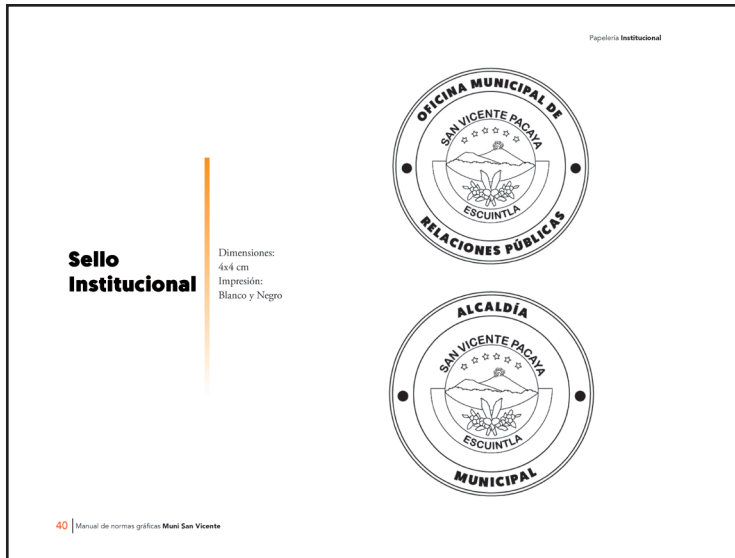 Papelería Institucional
OFICINA MUNICIPAL DE
SAN VICENTE PACAYA
ESCUINTLA
RELACIONES PÚBLICAS
Sello
Institucional
Dimensiones:
4x4 cm
Impresión:
Blanco y Negro
ALCALDÍA
SAN VICENTE PACAYA
ESCUINTLA
MUNICIPAL
40 Manual de normas gráficas Muni San Vicente